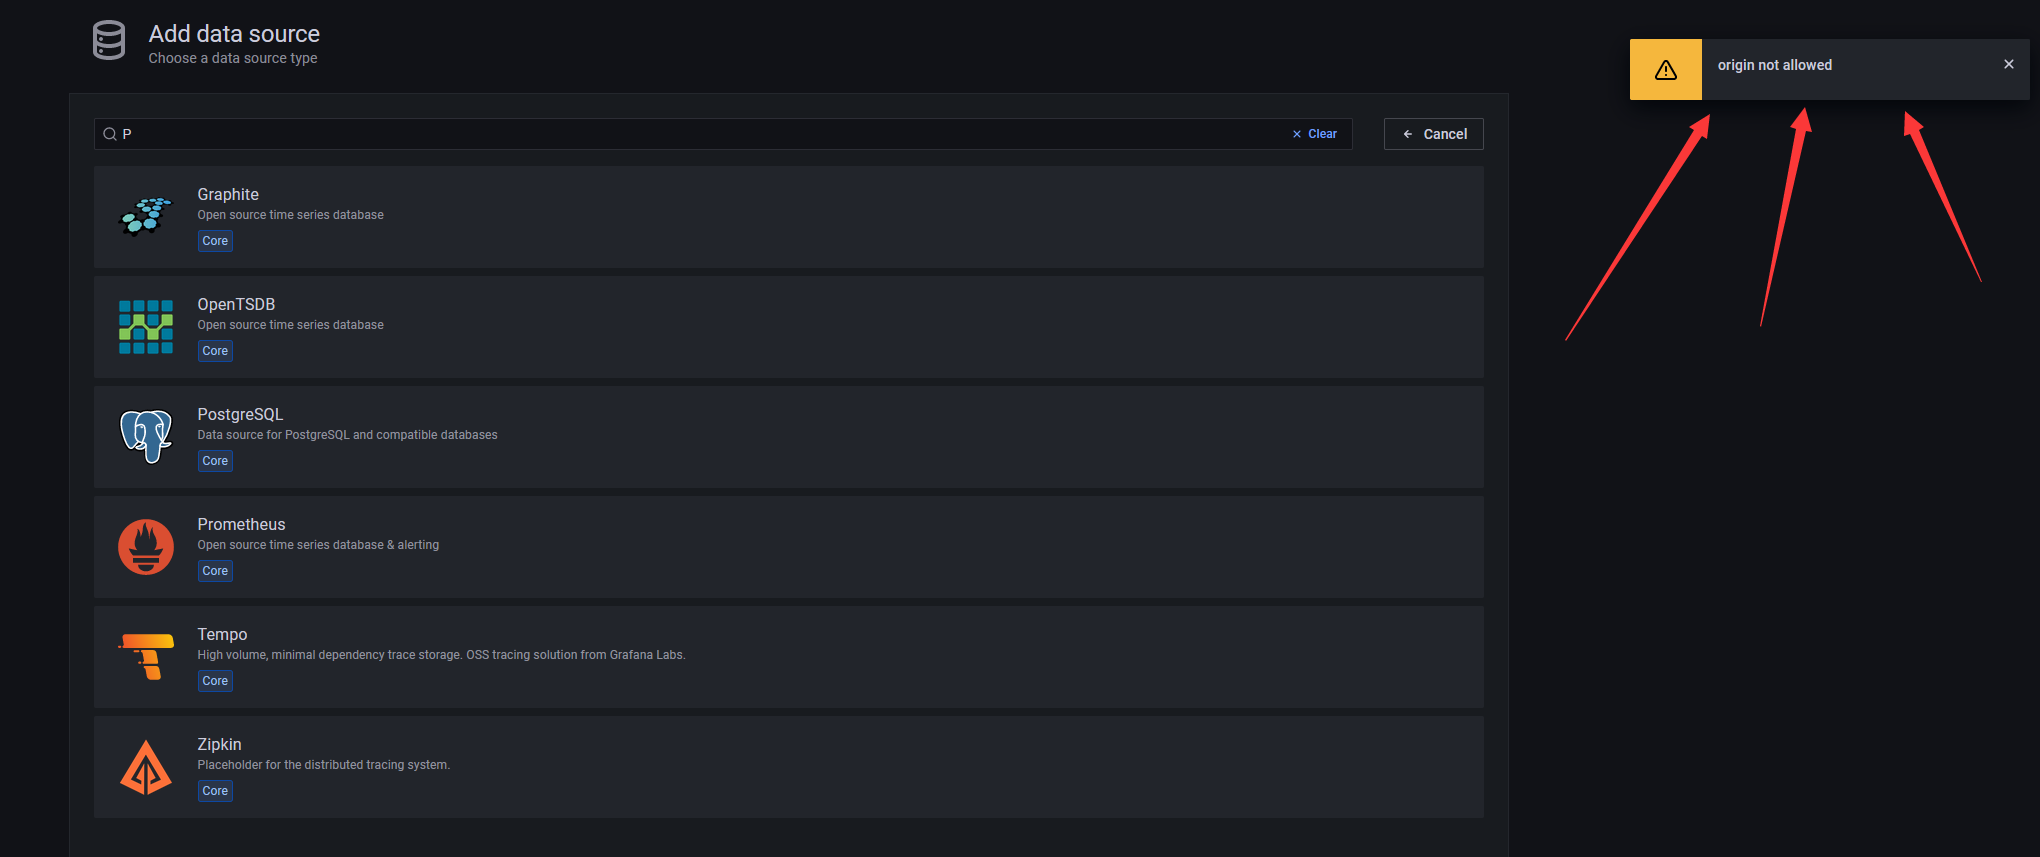 Add data source
Choose a data source type
origin not allowed
P
Clear
Cancel
Graphite
Open source time series database
Core
OpenTSDB
Open source time series database
Core
PostgreSQL
Data source for PostgreSQL and compatible databases
Core
Prometheus
Open source time series database & alerting
Core
Tempo
High volume, minimal dependency trace storage. OSS tracing solution from Grafana Labs.
Core
Zipkin
Placeholder for the distributed tracing system.
Core